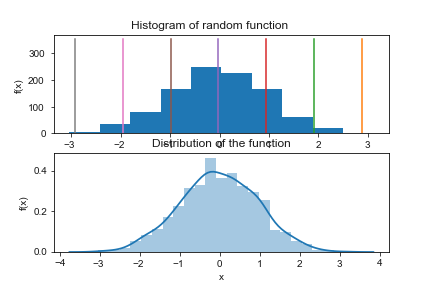 Histogram of random function
300
200
100
0
f(x)
−3 −2 −1 0 1 2 3
Distribution of the function
0.4
0.2
0.0
f(x)
−4 −3 −2 −1 0 1 2 3 4
x